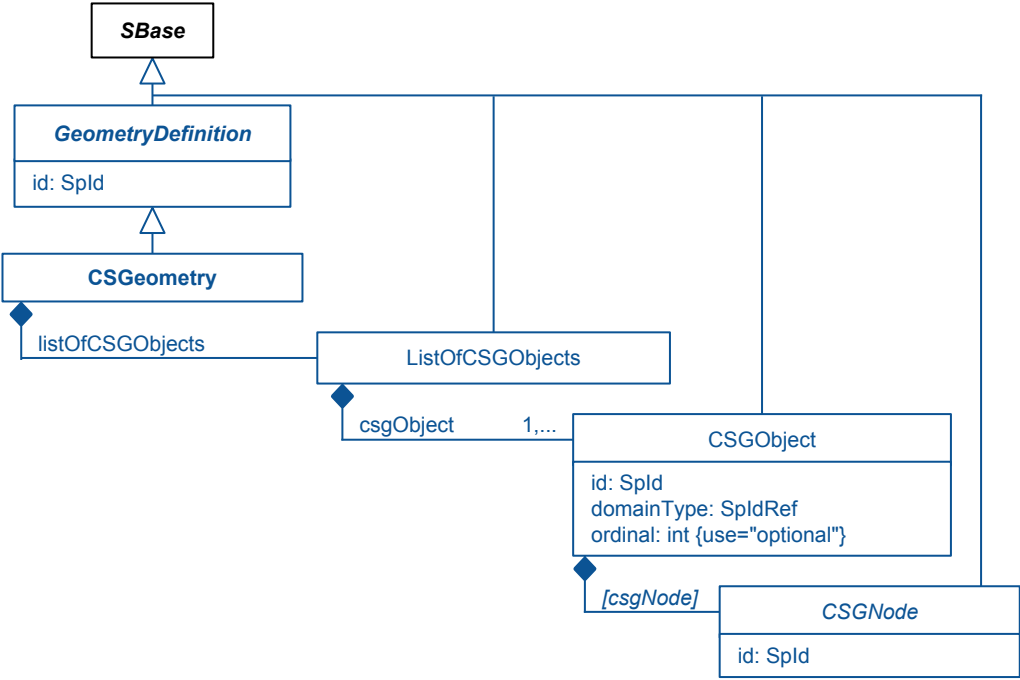 SBase
GeometryDefinition
id: SpId
CSGeometry
listOfCSGObjects
ListOfCSGObjects
csgObject 1,...
CSGObject
id: SpId
domainType: SpIdRef
ordinal: int {use="optional"}
[csgNode]
CSGNode
id: SpId